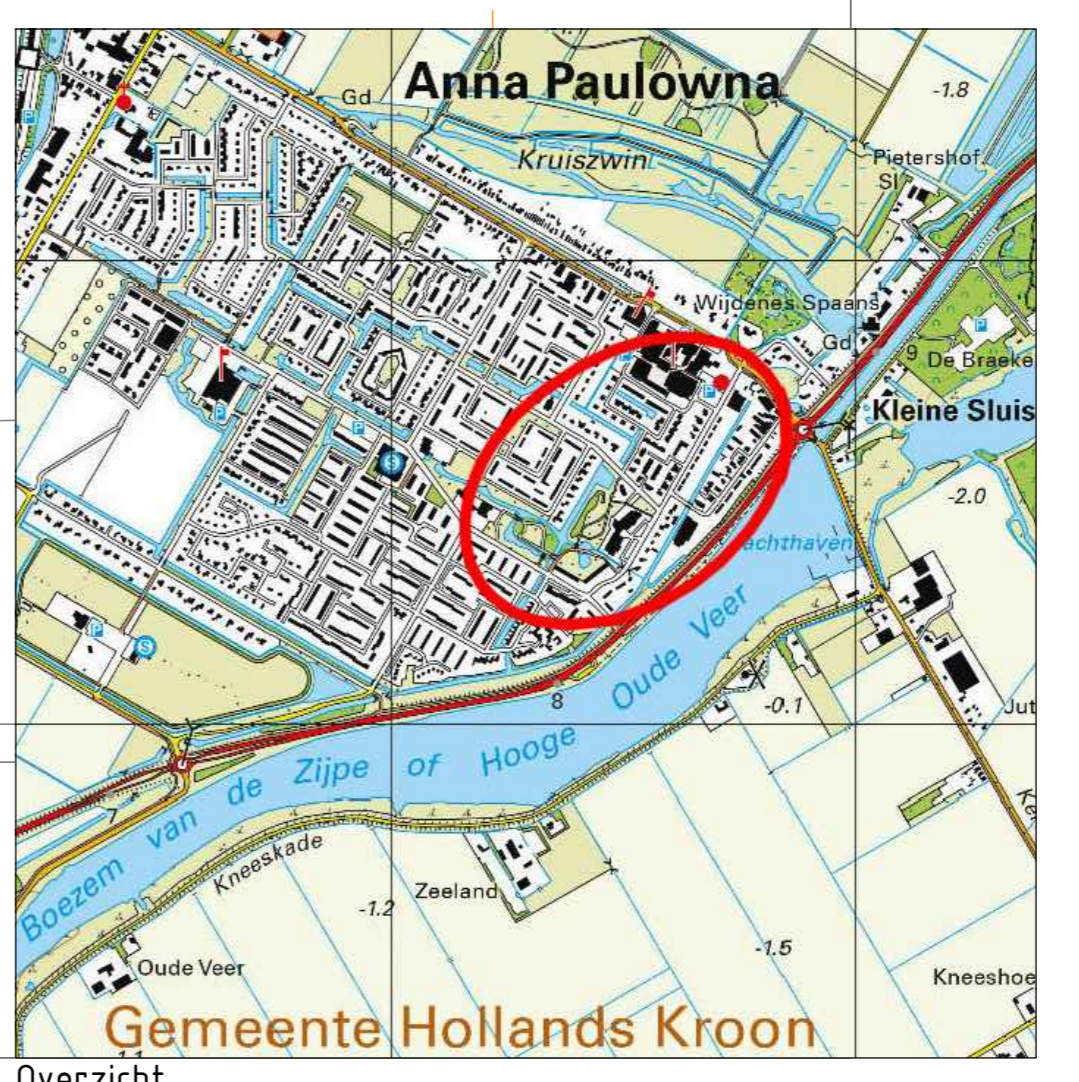 Anna Paulowna
Gd
-1.8
Kruiszwin
Pietershof
Sl
P
Wijdenes Spaans
P
Gd
9
De Braeke
P
P
P
Kleine Sluis
P
S
-2.0
achthaven
Oude Veer
P
S
8
-0.1
Jut
Boezem van de Zijpe of Hooge
7
Ke
Kneeskade
Zeeland
-1.2
-1.5
Oude Veer
Kneeshoe
Gemeente Hollands Kroon
Overzicht